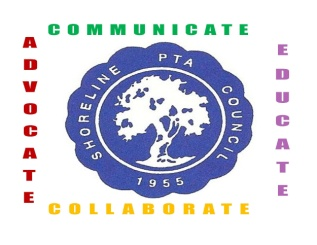 COMMUNICATE
ADVOCATE
EDUCATE
SHORELINE PTA COUNCIL
1955
COLLABORATE